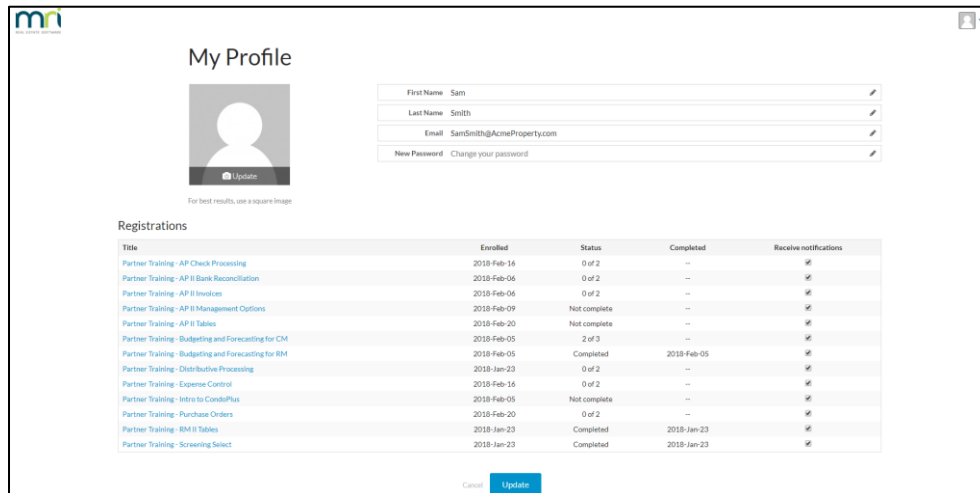 mri
REAL ESTATE SOFTWARE
My Profile
First Name Sam
Last Name Smith
Email SamSmith@AcmeProperty.com
New Password Change your password
Update
For best results, use a square image
Registrations
Title Enrolled Status Completed Receive notifications
Partner Training - AP Check Processing 2018-Feb-16 0 of 2 --
Partner Training - AP II Bank Reconciliation 2018-Feb-06 0 of 2 --
Partner Training - AP II Invoices 2018-Feb-06 0 of 2 --
Partner Training - AP II Management Options 2018-Feb-09 Not complete --
Partner Training - AP II Tables 2018-Feb-20 Not complete --
Partner Training - Budgeting and Forecasting for CM 2018-Feb-05 2 of 3 --
Partner Training - Budgeting and Forecasting for RM 2018-Feb-05 Completed 2018-Feb-05
Partner Training - Distributive Processing 2018-Jan-23 0 of 2 --
Partner Training - Expense Control 2018-Feb-16 0 of 2 --
Partner Training - Intro to CondoPlus 2018-Feb-05 Not complete --
Partner Training - Purchase Orders 2018-Feb-20 0 of 2 --
Partner Training - RM II Tables 2018-Jan-23 Completed 2018-Jan-23
Partner Training - Screening Select 2018-Jan-23 Completed 2018-Jan-23
Cancel Update